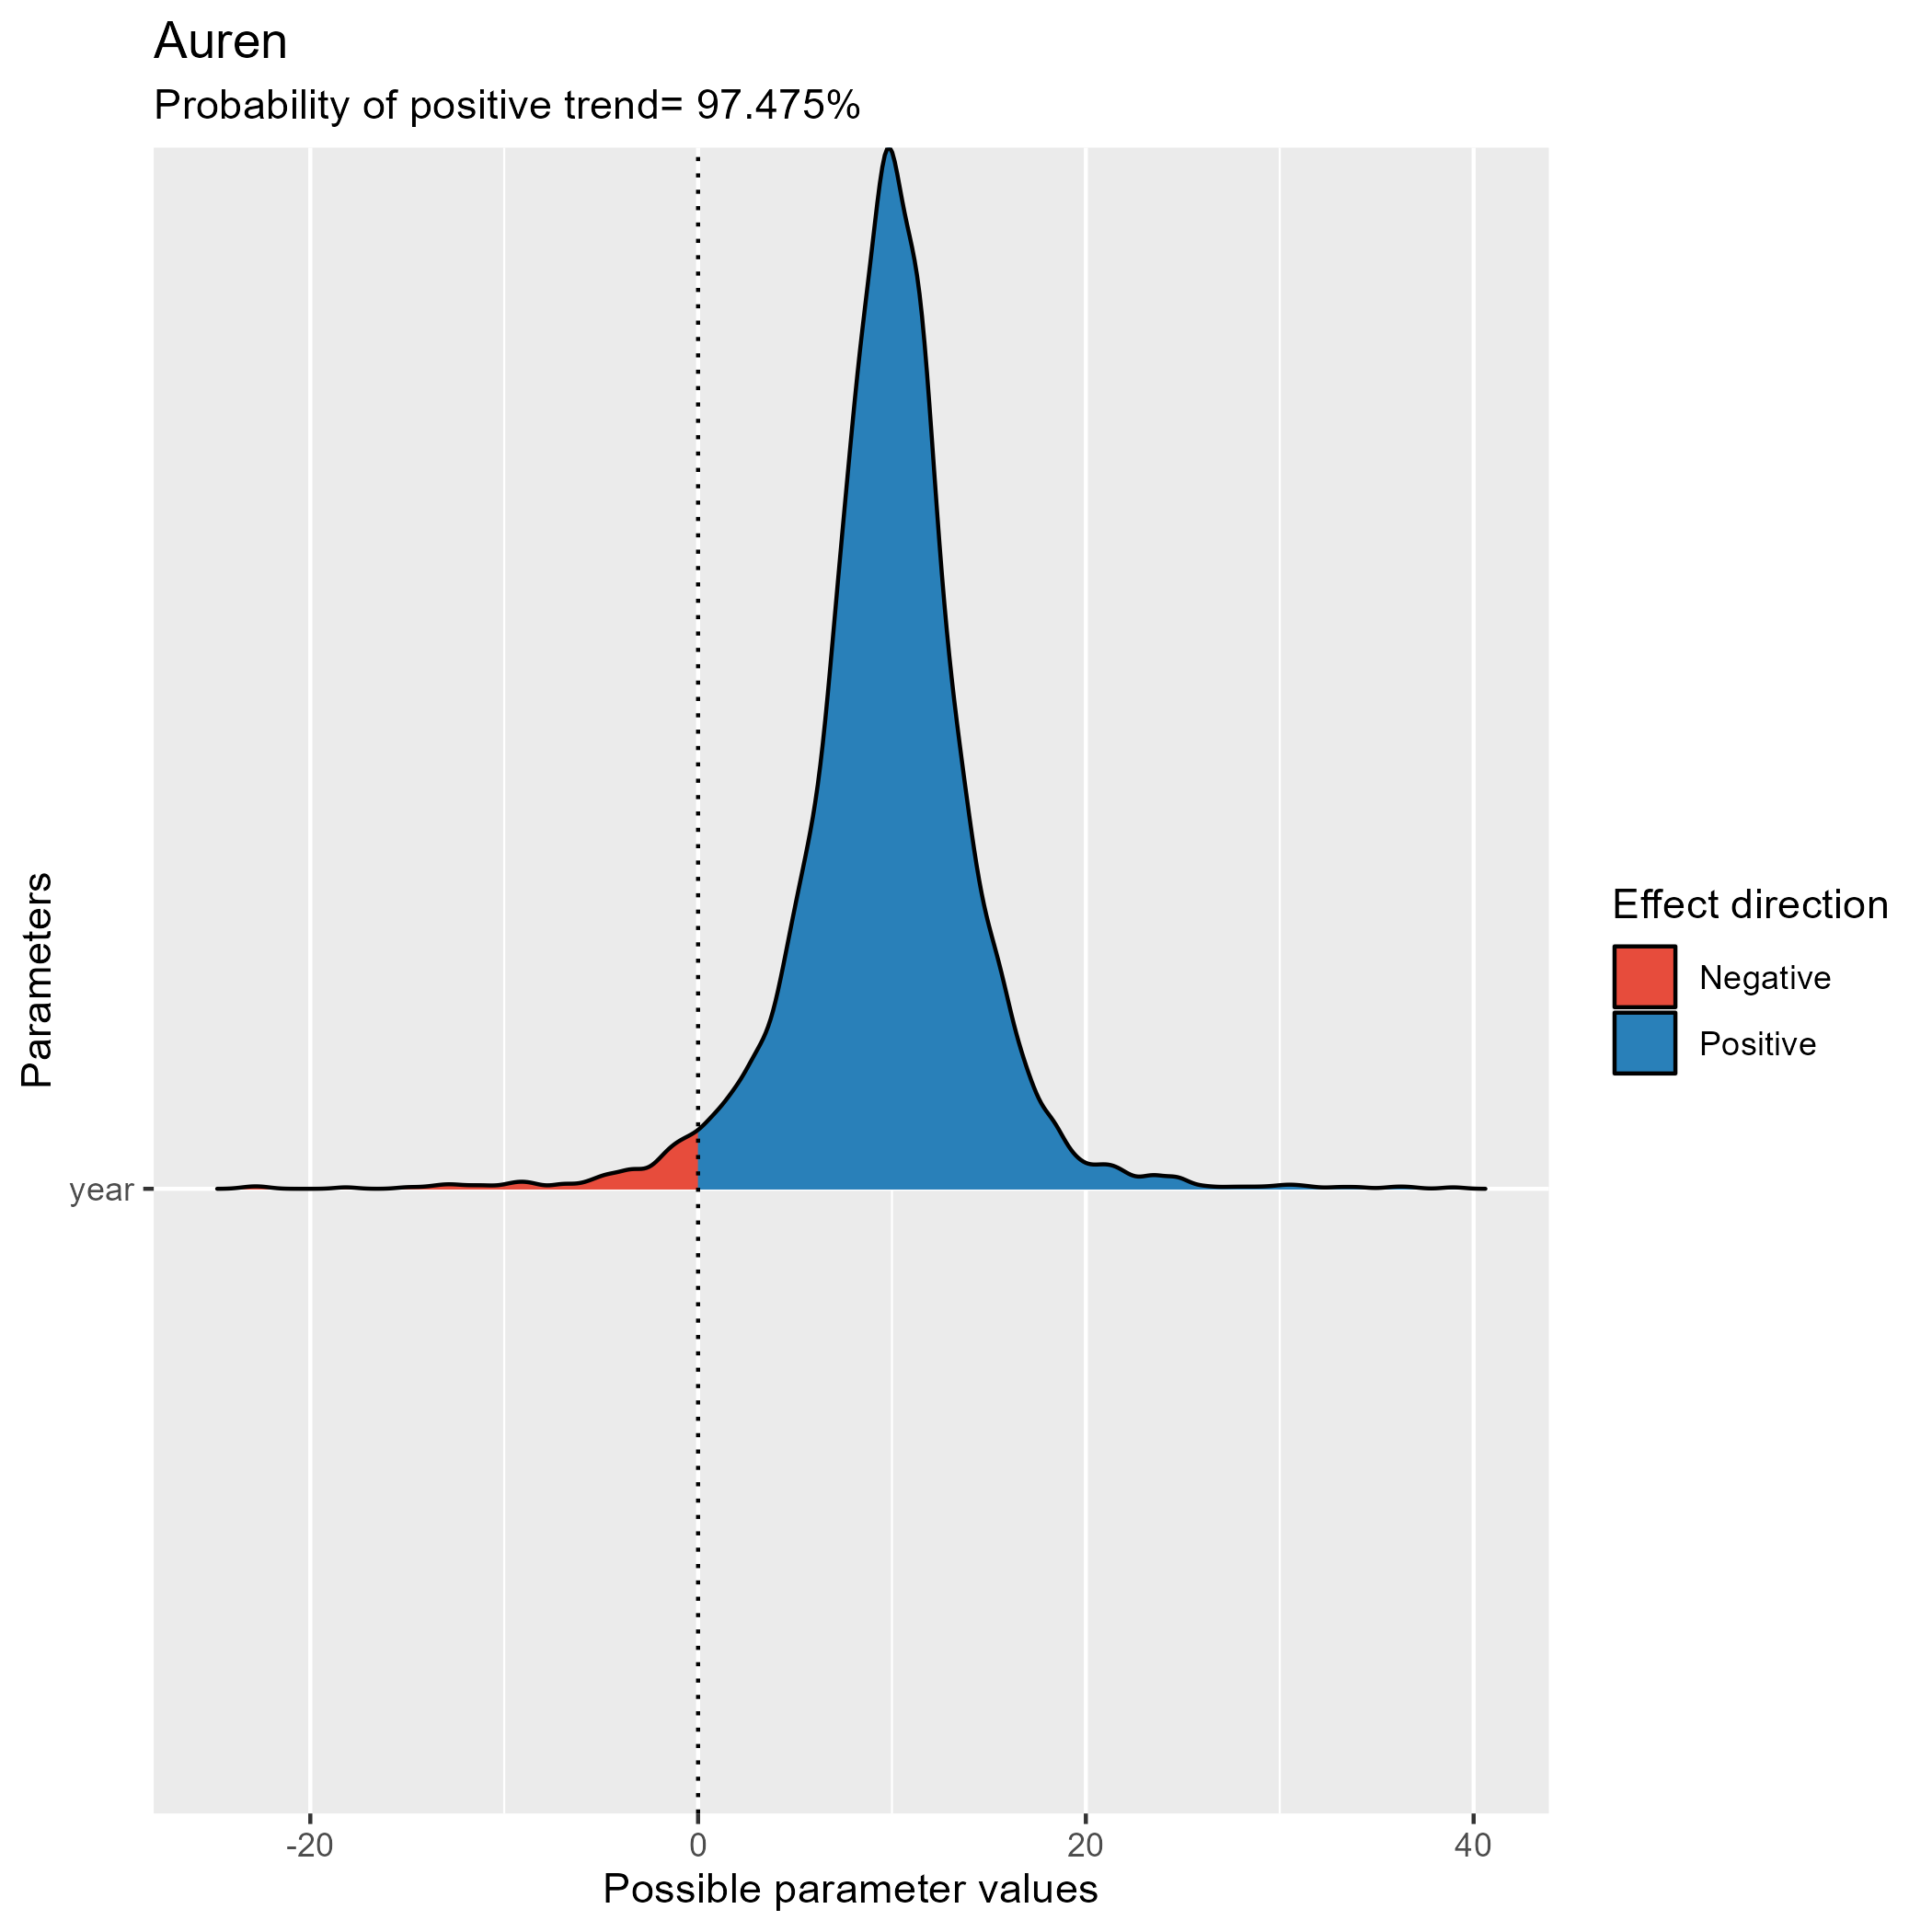 Auren
Probability of positive trend= 97.475%
Parameters
year
-20 0 20 40
Possible parameter values
Effect direction
Negative
Positive